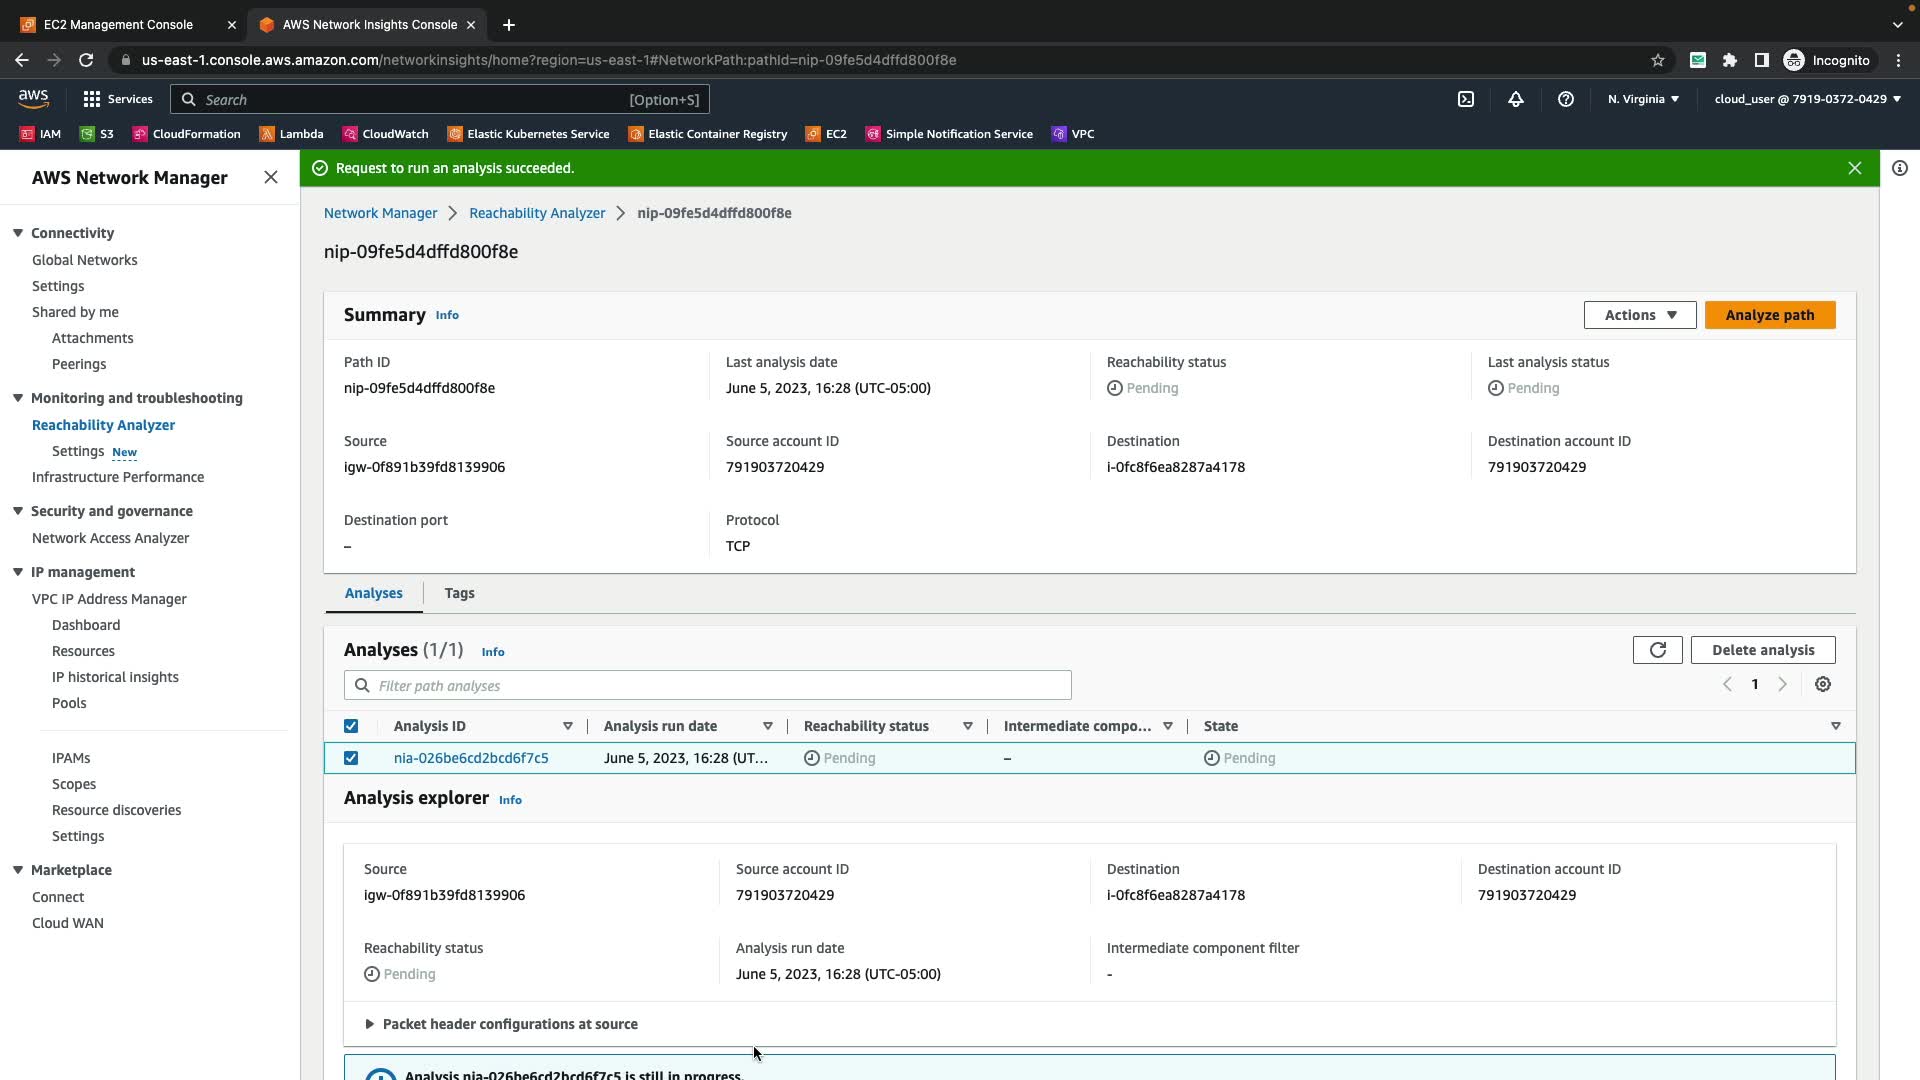 EC2 Management Console
AWS Network Insights Console
us-east-1.console.aws.amazon.com/networkinsights/home?region=us-east-1#NetworkPath:pathId=nip-09fe5d4dffd800f8e
Incognito
aws
Services
Search
[Option+S]
N. Virginia
cloud_user @ 7919-0372-0429
IAM
S3
CloudFormation
Lambda
CloudWatch
Elastic Kubernetes Service
Elastic Container Registry
EC2
Simple Notification Service
VPC
AWS Network Manager
Connectivity
Global Networks
Settings
Shared by me
Attachments
Peerings
Monitoring and troubleshooting
Reachability Analyzer
Settings New
Infrastructure Performance
Security and governance
Network Access Analyzer
IP management
VPC IP Address Manager
Dashboard
Resources
IP historical insights
Pools
IPAMs
Scopes
Resource discoveries
Settings
Marketplace
Connect
Cloud WAN
Request to run an analysis succeeded.
Network Manager
Reachability Analyzer
nip-09fe5d4dffd800f8e
nip-09fe5d4dffd800f8e
Summary Info
Actions
Analyze path
Path ID
nip-09fe5d4dffd800f8e
Last analysis date
June 5, 2023, 16:28 (UTC-05:00)
Reachability status
Pending
Last analysis status
Pending
Source
igw-0f891b39fd8139906
Source account ID
791903720429
Destination
i-0fc8f6ea8287a4178
Destination account ID
791903720429
Destination port
–
Protocol
TCP
Analyses
Tags
Analyses (1/1) Info
Delete analysis
Filter path analyses
1
Analysis ID
Analysis run date
Reachability status
Intermediate compo...
State
nia-026be6cd2bcd6f7c5
June 5, 2023, 16:28 (UT...
Pending
–
Pending
Analysis explorer Info
Source
igw-0f891b39fd8139906
Source account ID
791903720429
Destination
i-0fc8f6ea8287a4178
Destination account ID
791903720429
Reachability status
Pending
Analysis run date
June 5, 2023, 16:28 (UTC-05:00)
Intermediate component filter
-
Packet header configurations at source
Analysis nia-026be6cd2bcd6f7c5 is still in progress.